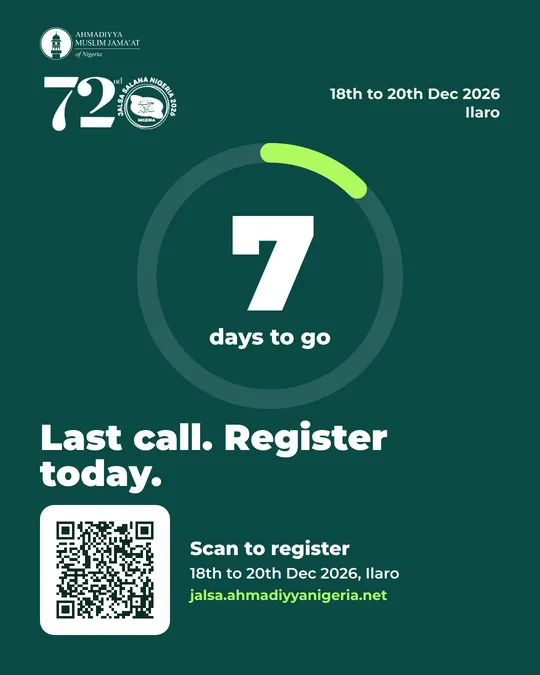 AHMADIYYA
MUSLIM JAMA'AT
of Nigeria
72nd
JALSA SALANA NIGERIA 2026
NIGERIA
18th to 20th Dec 2026
Ilaro
7
days to go
Last call. Register
today.
Scan to register
18th to 20th Dec 2026, Ilaro
jalsa.ahmadiyyanigeria.net